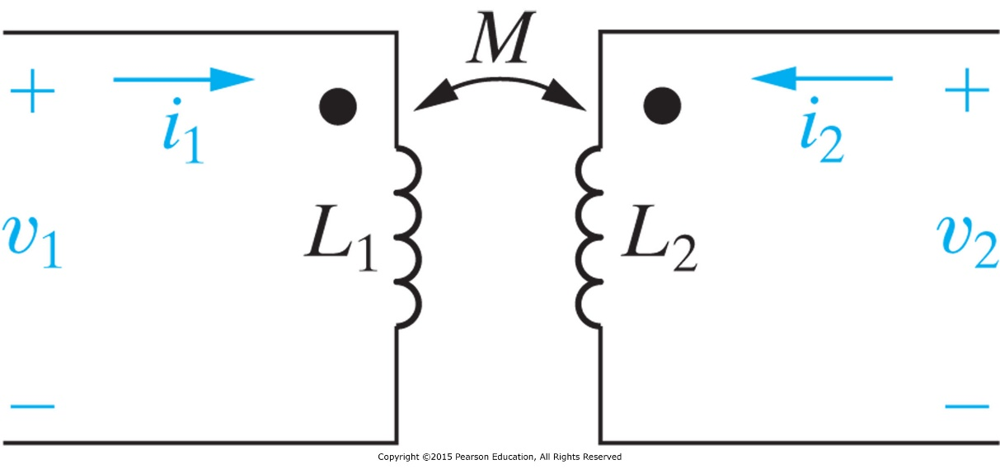 M
+ i1 i2 +
v1 L1 L2 v2
− −
Copyright ©2015 Pearson Education, All Rights Reserved